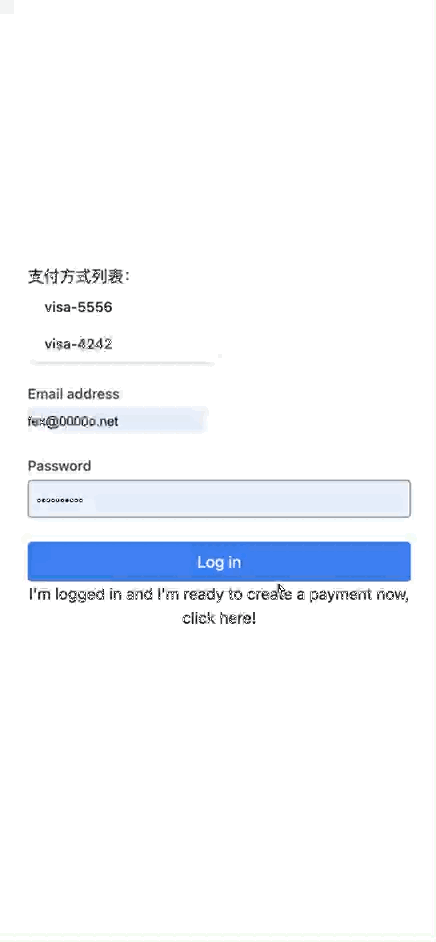 支付方式列表：
visa-5556
visa-4242
Email address
fex@0000o.net
Password
Log in
I'm logged in and I'm ready to create a payment now,
click here!